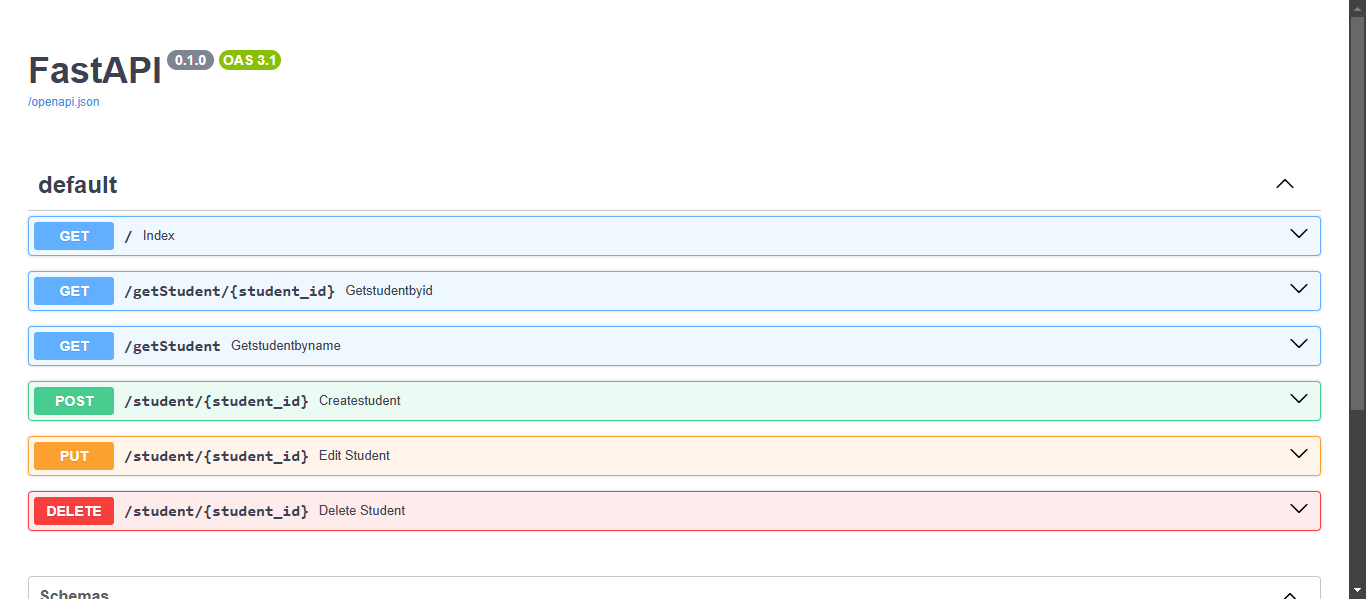 FastAPI 0.1.0 OAS 3.1
/openapi.json
default
GET / Index
GET /getStudent/{student_id} Getstudentbyid
GET /getStudent Getstudentbyname
POST /student/{student_id} Createstudent
PUT /student/{student_id} Edit Student
DELETE /student/{student_id} Delete Student
Schemas